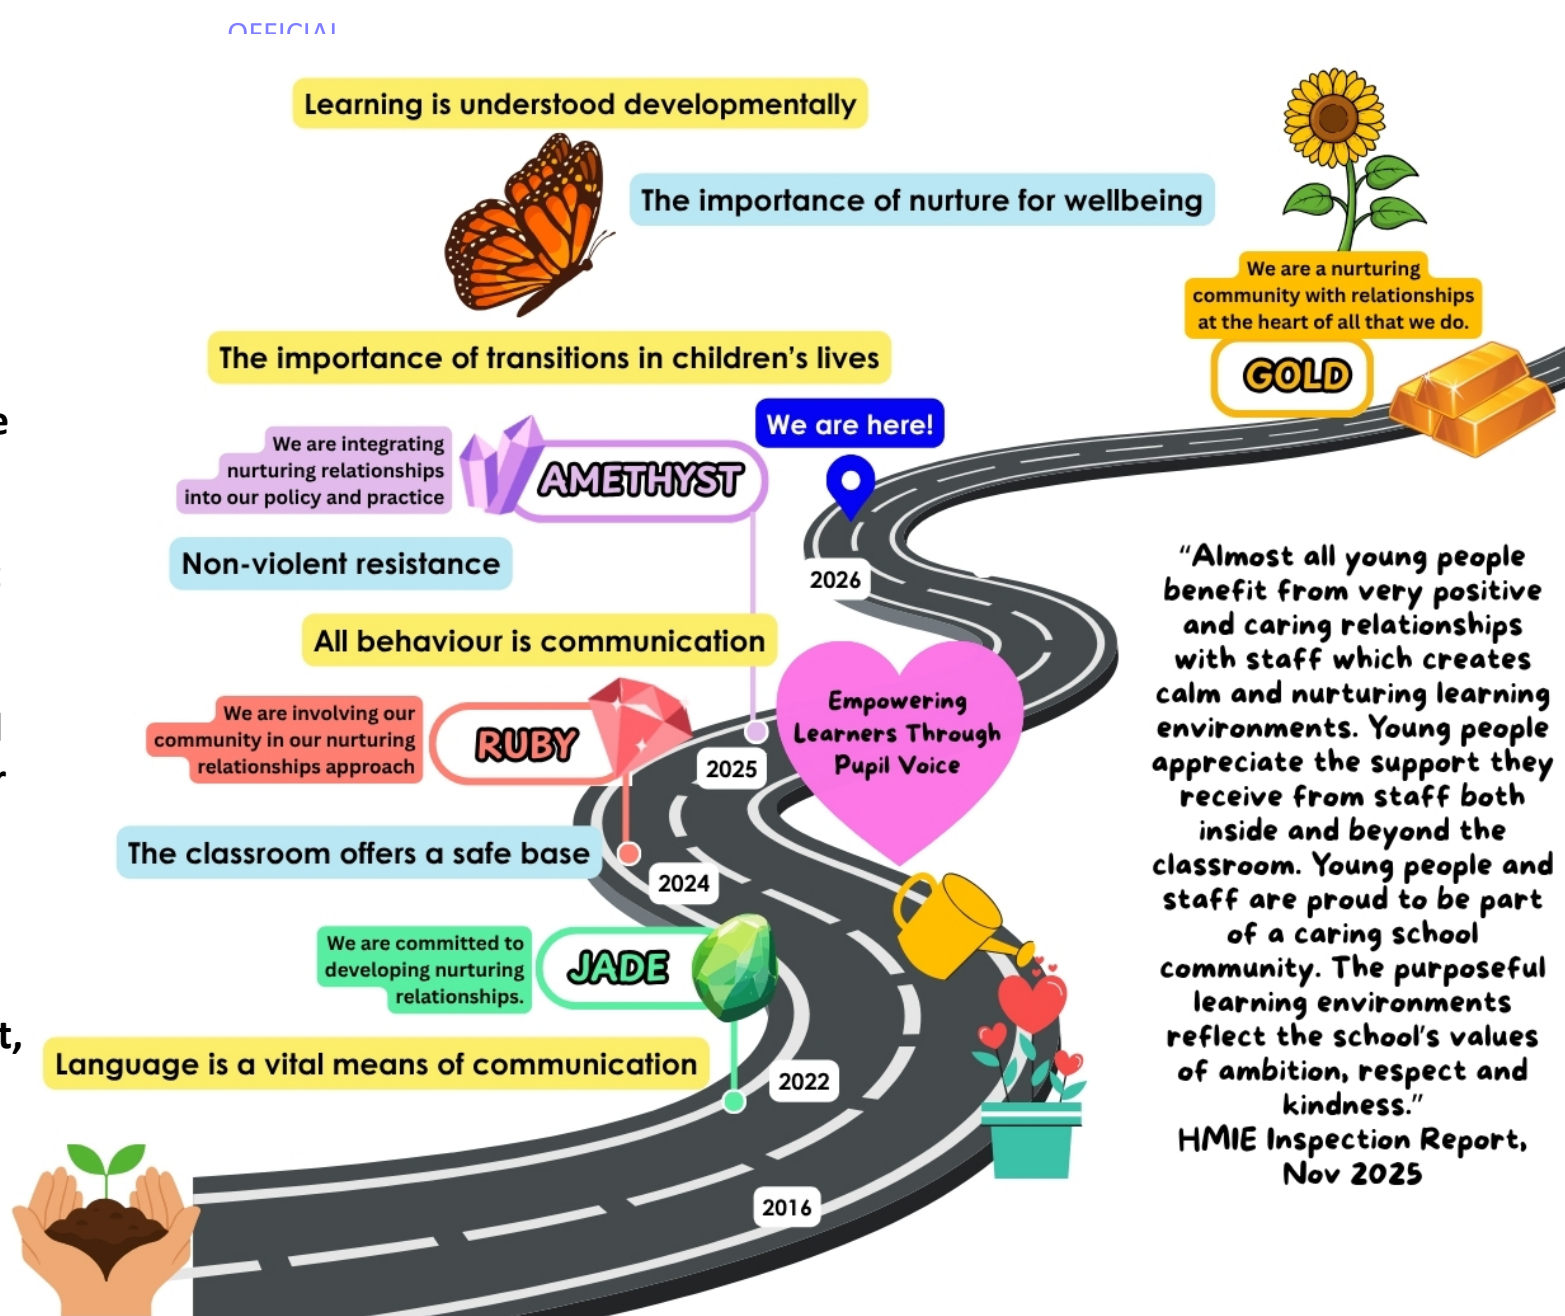 OFFICIAL
Learning is understood developmentally
The importance of nurture for wellbeing
We are a nurturing
community with relationships
at the heart of all that we do.
GOLD
The importance of transitions in children's lives
We are here!
We are integrating
nurturing relationships
into our policy and practice
AMETHYST
Non-violent resistance
2026
All behaviour is communication
We are involving our
community in our nurturing
relationships approach
RUBY
2025
Empowering
Learners Through
Pupil Voice
The classroom offers a safe base
2024
We are committed to
developing nurturing
relationships.
JADE
Language is a vital means of communication
2022
2016
“Almost all young people
benefit from very positive
and caring relationships
with staff which creates
calm and nurturing learning
environments. Young people
appreciate the support they
receive from staff both
inside and beyond the
classroom. Young people and
staff are proud to be part
of a caring school
community. The purposeful
learning environments
reflect the school's values
of ambition, respect and
kindness.”
HMIE Inspection Report,
Nov 2025